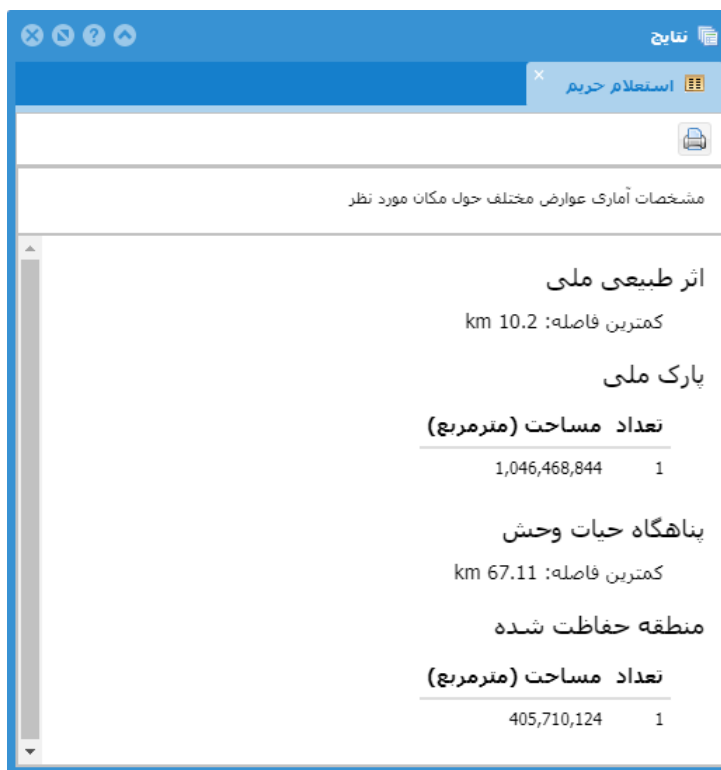 نتایج
استعلام حریم
مشخصات آماری عوارض مختلف حول مکان مورد نظر
اثر طبیعی ملی
کمترین فاصله: 10.2 km
پارک ملی
تعداد مساحت (مترمربع)
1 1,046,468,844
پناهگاه حیات وحش
کمترین فاصله: 67.11 km
منطقه حفاظت شده
تعداد مساحت (مترمربع)
1 405,710,124